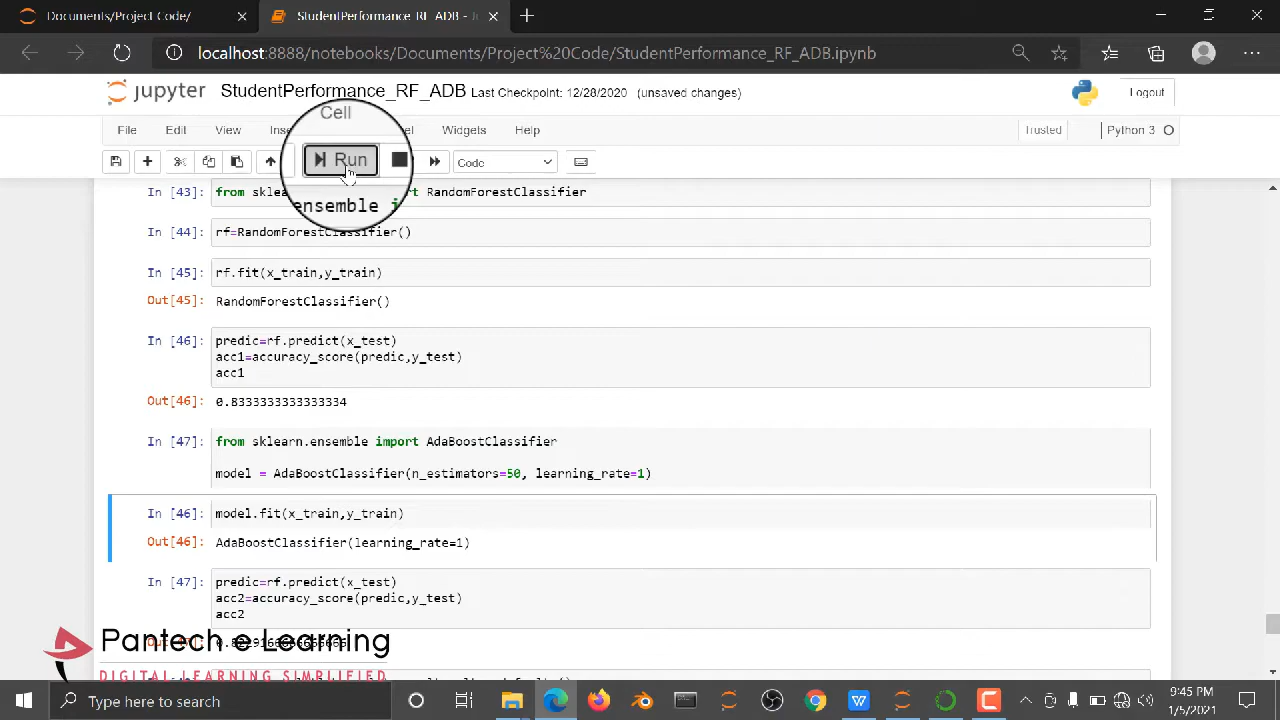 Documents/Project Code/
StudentPerformance_RF_ADB - J
localhost:8888/notebooks/Documents/Project%20Code/StudentPerformance_RF_ADB.ipynb
jupyter StudentPerformance_RF_ADB Last Checkpoint: 12/28/2020 (unsaved changes)
Logout
File Edit View Cell Widgets Help
Trusted Python 3
Run Code
In [43]: from import RandomForestClassifier
ensemble
In [44]: rf=RandomForestClassifier()
In [45]: rf.fit(x_train,y_train)
Out[45]: RandomForestClassifier()
In [46]: predic=rf.predict(x_test)
acc1=accuracy_score(predic,y_test)
acc1
Out[46]: 0.8333333333333334
In [47]: from sklearn.ensemble import AdaBoostClassifier
model = AdaBoostClassifier(n_estimators=50, learning_rate=1)
In [46]: model.fit(x_train,y_train)
Out[46]: AdaBoostClassifier(learning_rate=1)
In [47]: predic=rf.predict(x_test)
acc2=accuracy_score(predic,y_test)
acc2
Pantech e Learning
DIGITAL LEARNING SIMPLIFIED
Type here to search
9:45 PM
1/5/2021